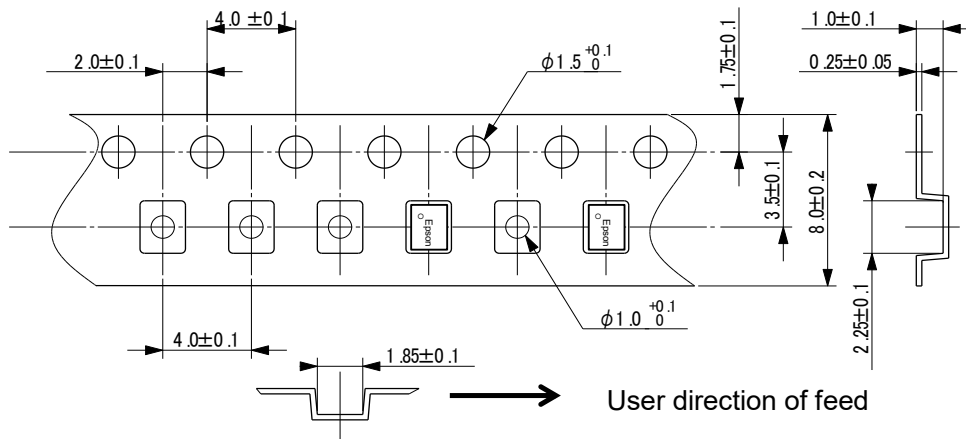 4.0 ±0.1
1.0±0.1
2.0±0.1
φ1.5 +0.1 0
1.75±0.1
0.25±0.05
3.5±0.1
8.0±0.2
Epson
Epson
2.25±0.1
φ1.0 +0.1 0
4.0±0.1
1.85±0.1
User direction of feed